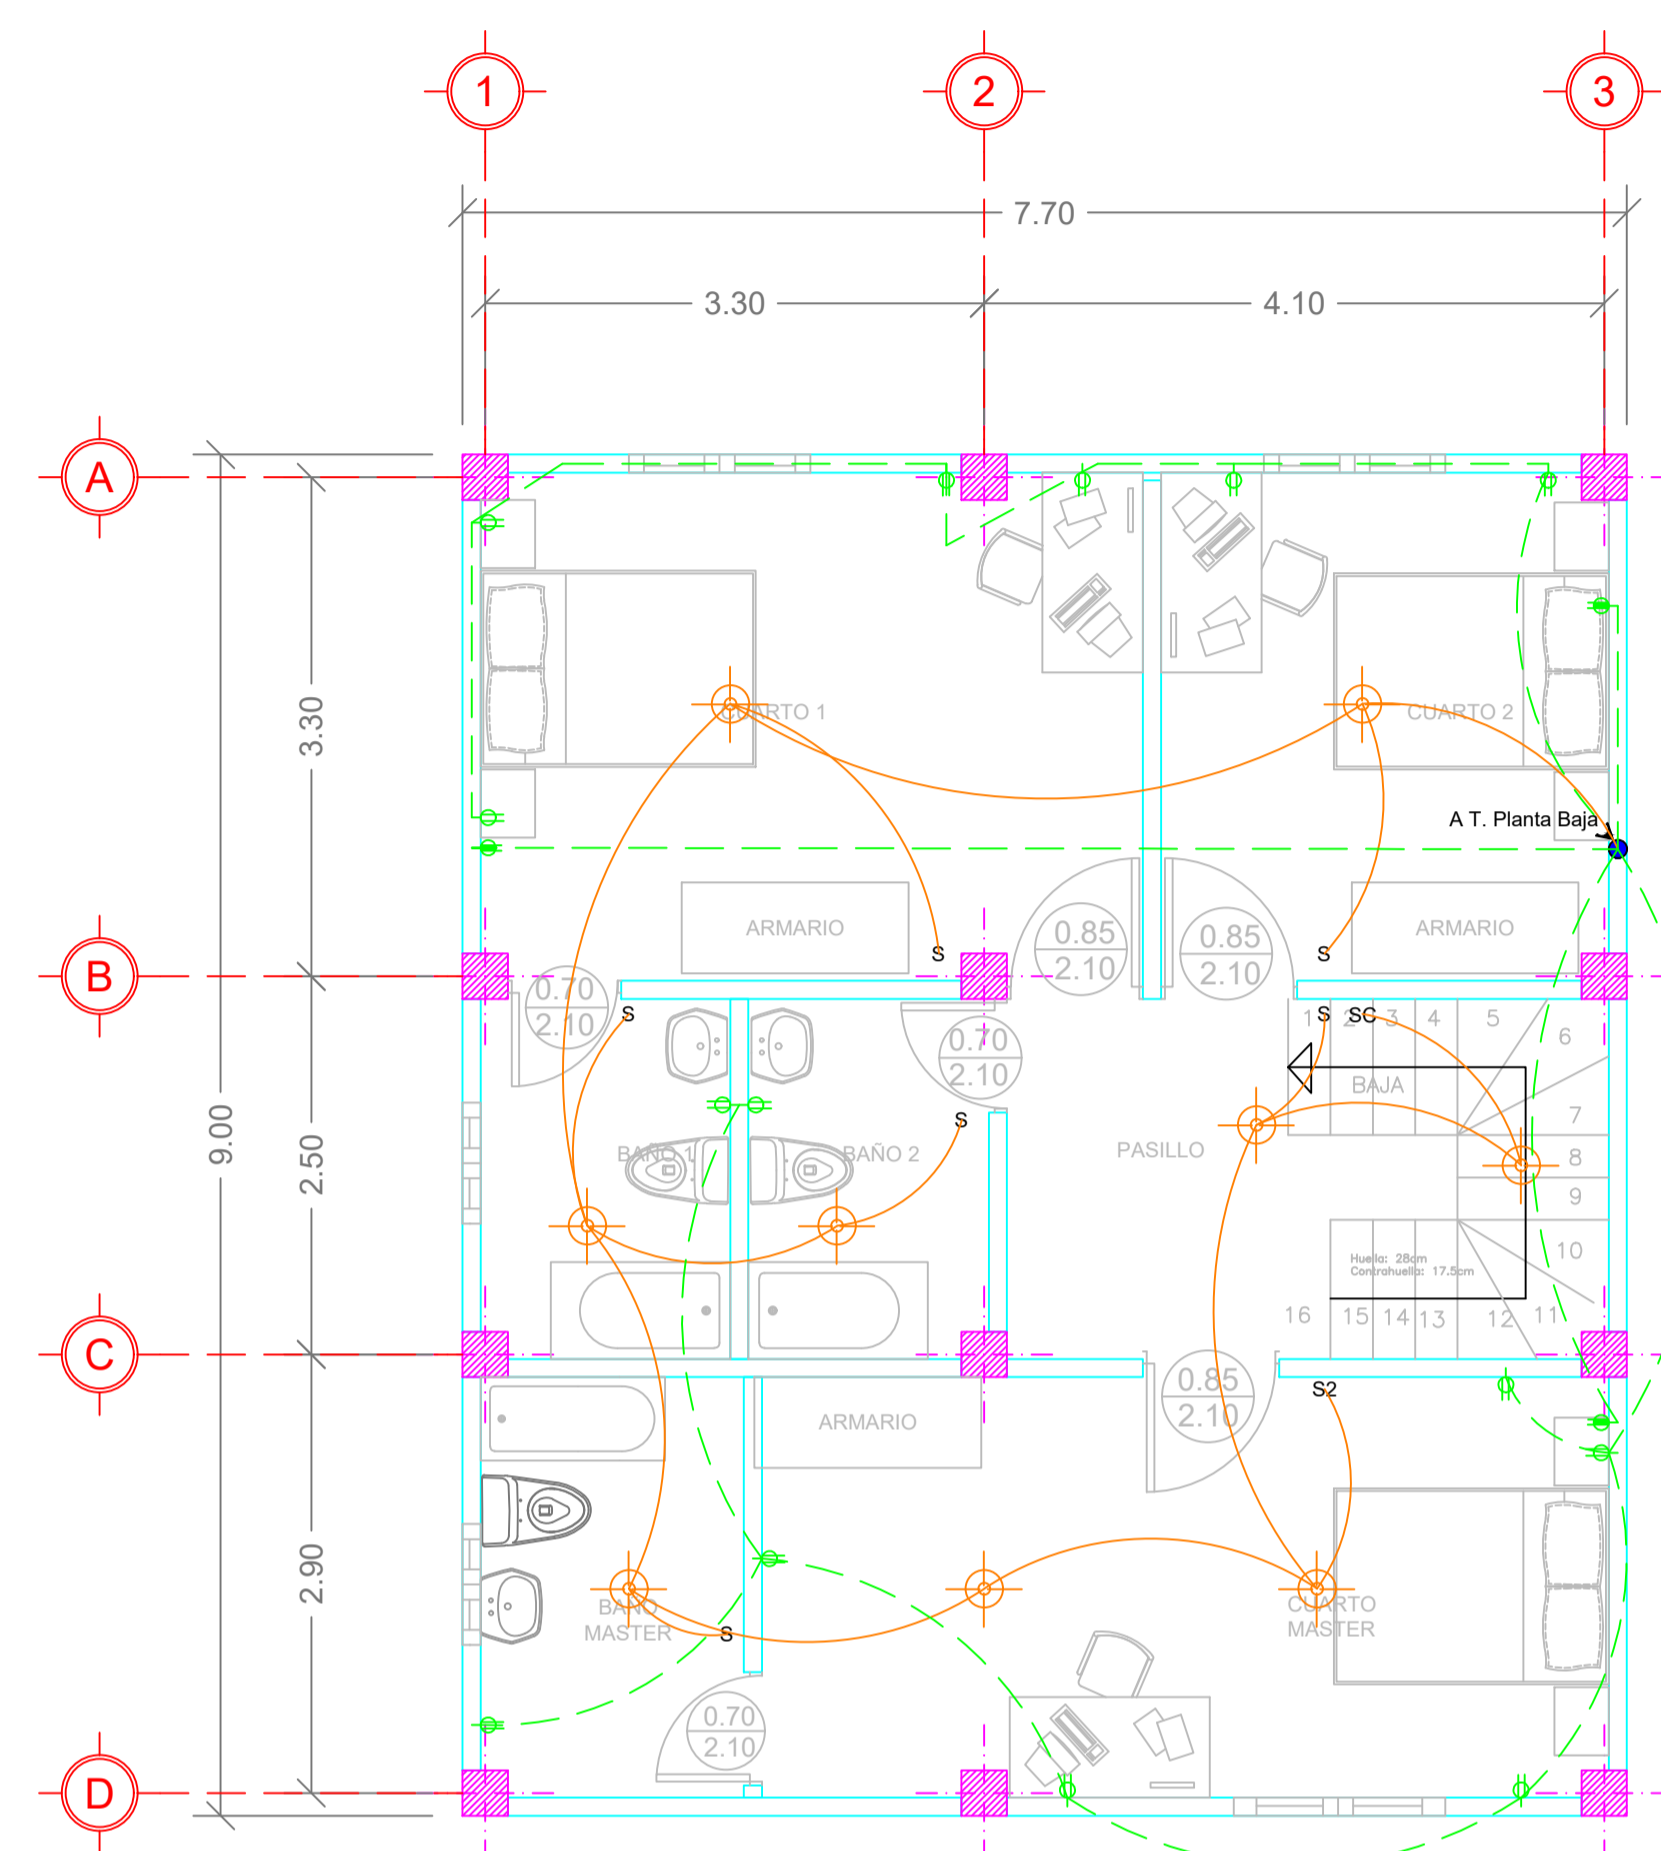 1
2
3
7.70
3.30
4.10
A
3.30
CUARTO 1
CUARTO 2
A T. Planta Baja
ARMARIO
0.85
2.10
0.85
2.10
ARMARIO
S
S
B
0.70
2.10
S
0.70
2.10
S
SC
1
2
3
4
5
6
BAJA
9.00
2.50
7
S
BAÑO 1
BAÑO 2
PASILLO
8
9
10
Huella: 28cm
Contrahuella: 17.5cm
16
15
14
13
12
11
C
0.85
2.10
S2
ARMARIO
2.90
BAÑO
MASTER
S
CUARTO
MASTER
0.70
2.10
D